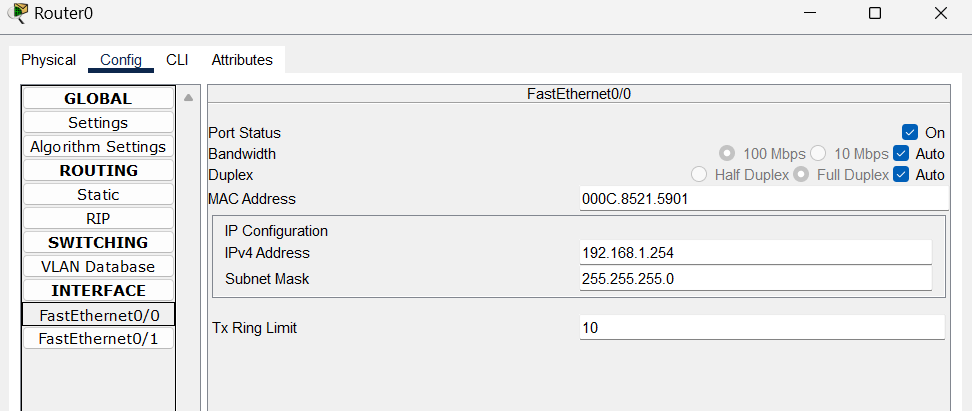 Router0
Physical Config CLI Attributes
GLOBAL
Settings
Algorithm Settings
ROUTING
Static
RIP
SWITCHING
VLAN Database
INTERFACE
FastEthernet0/0
FastEthernet0/1
FastEthernet0/0
Port Status On
Bandwidth 100 Mbps 10 Mbps Auto
Duplex Half Duplex Full Duplex Auto
MAC Address 000C.8521.5901
IP Configuration
IPv4 Address 192.168.1.254
Subnet Mask 255.255.255.0
Tx Ring Limit 10